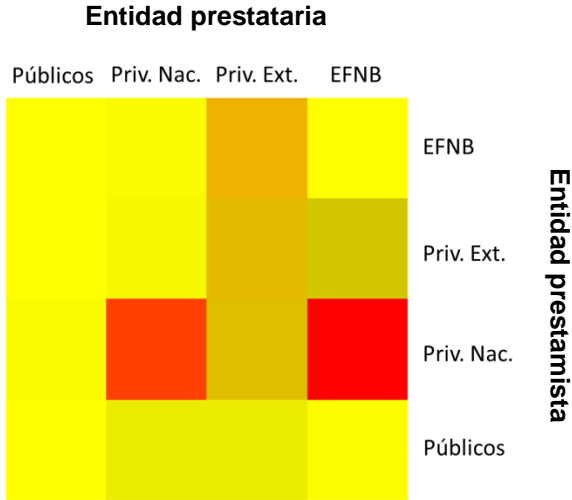 Entidad prestataria
Públicos Priv. Nac. Priv. Ext. EFNB
EFNB
Priv. Ext.
Priv. Nac.
Públicos
Entidad prestamista